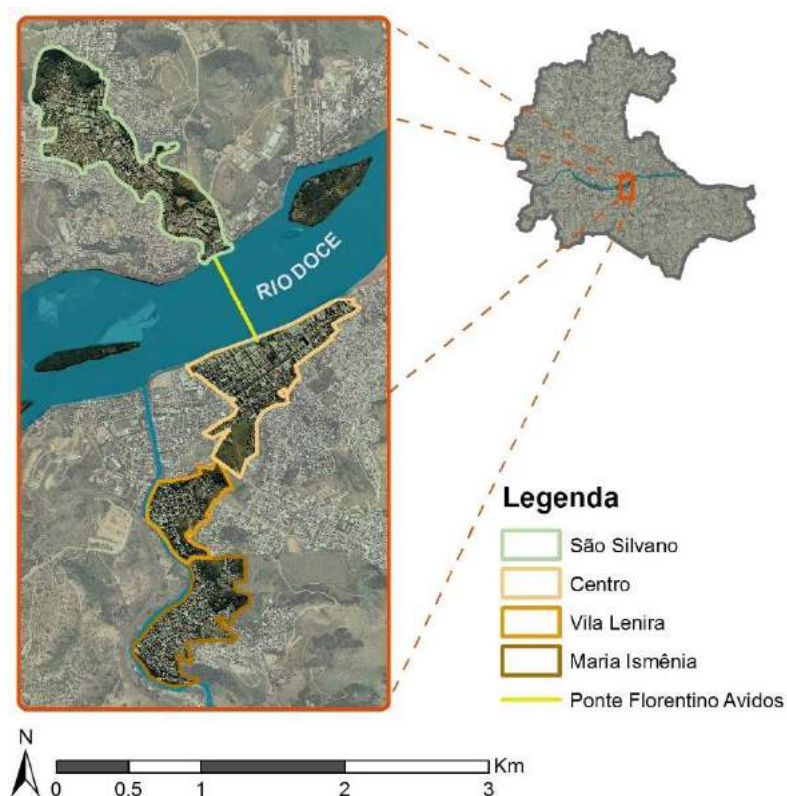 RIO DOCE
Legenda
São Silvano
Centro
Vila Lenira
Maria Ismênia
Ponte Florentino Avidos
N
Km
0 0.5 1 2 3